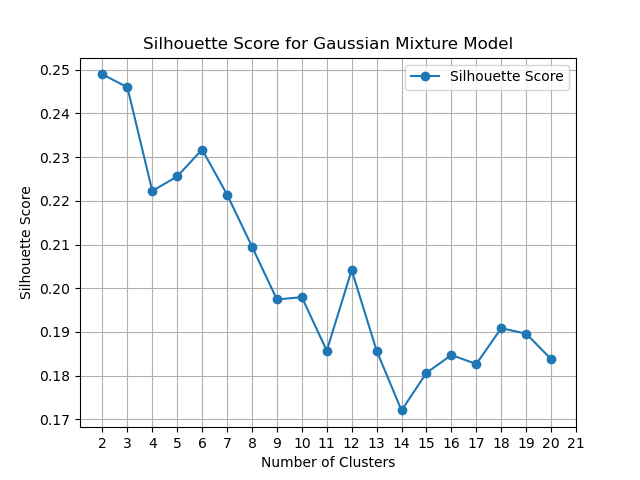 Silhouette Score for Gaussian Mixture Model
Silhouette Score
0.25
0.24
0.23
0.22
0.21
0.20
0.19
0.18
0.17
Silhouette Score
2 3 4 5 6 7 8 9 10 11 12 13 14 15 16 17 18 19 20 21
Number of Clusters